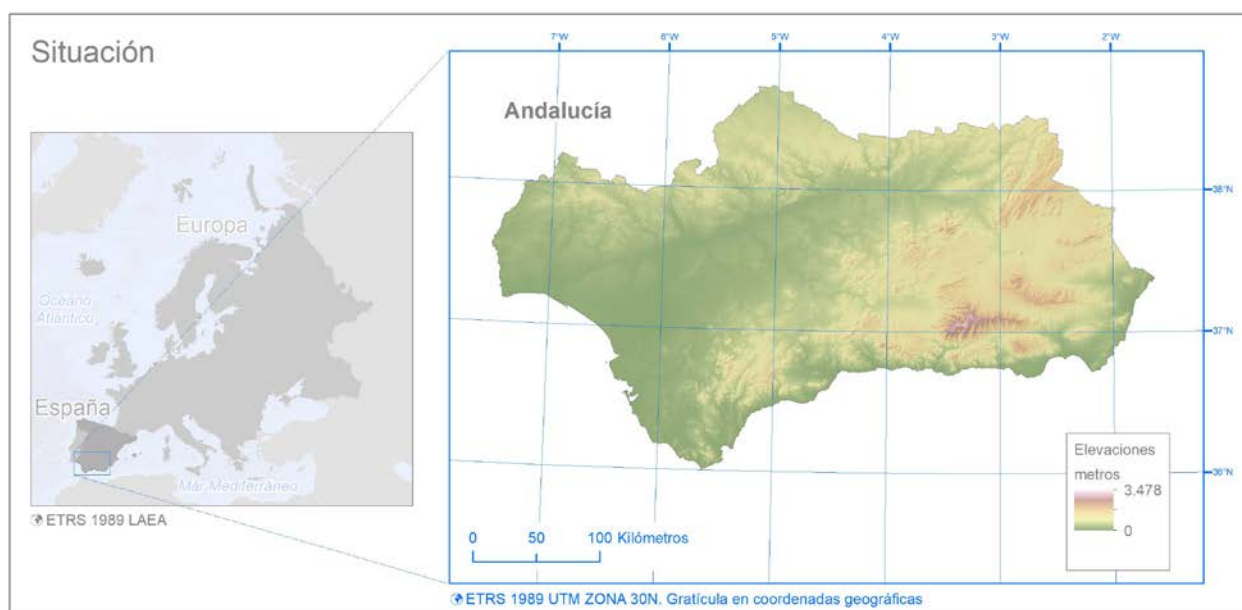 Situación
Europa
Océano
Atlántico
España
Mar Mediterráneo
ETRS 1989 LAEA
7°W 6°W 5°W 4°W 3°W 2°W
Andalucía
38°N
37°N
36°N
Elevaciones
metros
3.478
0
0 50 100 Kilómetros
ETRS 1989 UTM ZONA 30N. Gratícula en coordenadas geográficas